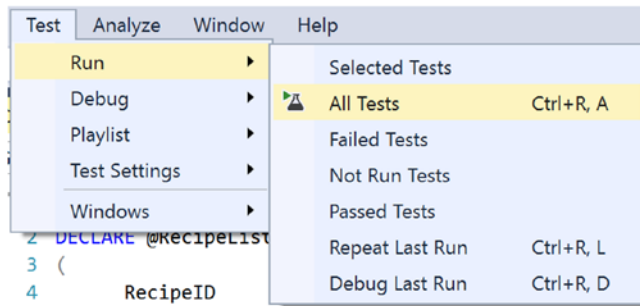 Test Analyze Window Help
Run
Debug
Playlist
Test Settings
Windows
Selected Tests
All Tests Ctrl+R, A
Failed Tests
Not Run Tests
Passed Tests
Repeat Last Run Ctrl+R, L
Debug Last Run Ctrl+R, D
2 DECLARE @RecipeList
3 (
4 RecipeID